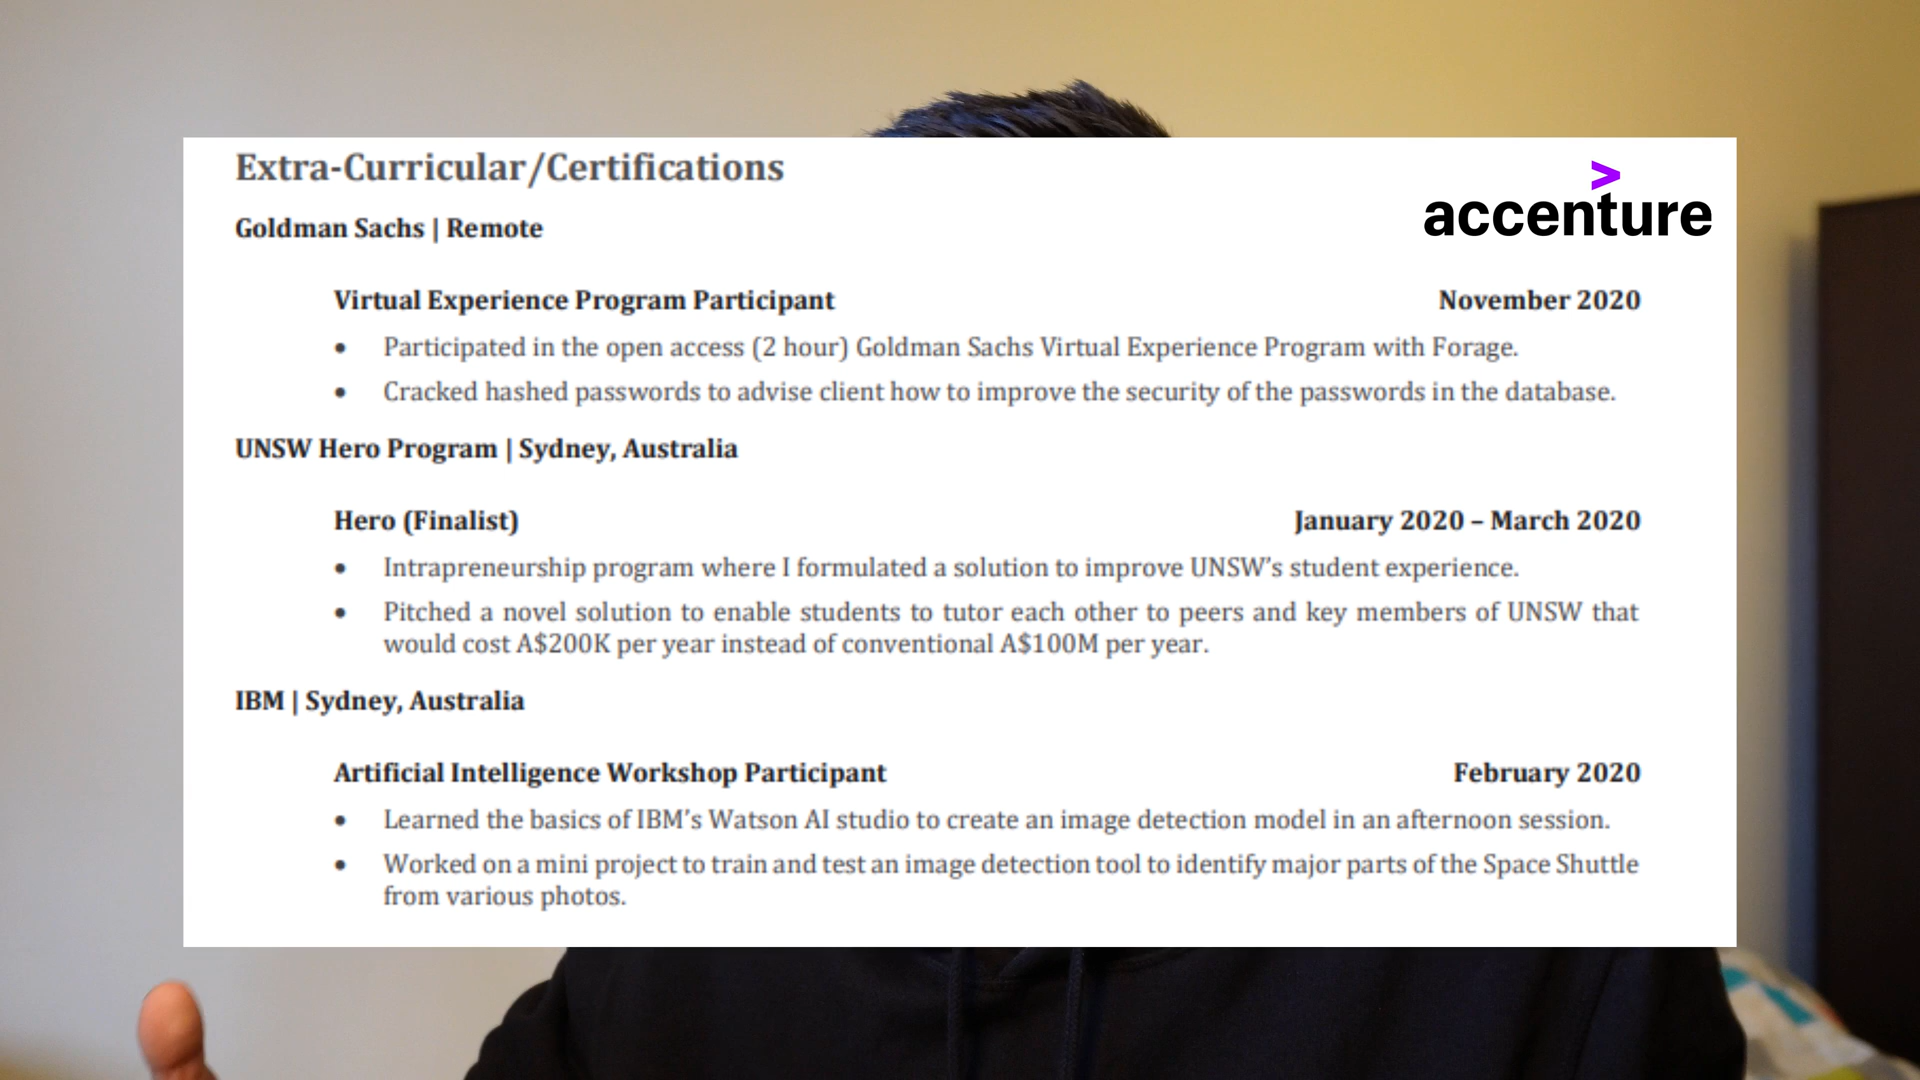 Extra-Curricular/Certifications
>
accenture
Goldman Sachs | Remote
Virtual Experience Program Participant November 2020
• Participated in the open access (2 hour) Goldman Sachs Virtual Experience Program with Forage.
• Cracked hashed passwords to advise client how to improve the security of the passwords in the database.
UNSW Hero Program | Sydney, Australia
Hero (Finalist) January 2020 – March 2020
• Intrapreneurship program where I formulated a solution to improve UNSW’s student experience.
• Pitched a novel solution to enable students to tutor each other to peers and key members of UNSW that
would cost A$200K per year instead of conventional A$100M per year.
IBM | Sydney, Australia
Artificial Intelligence Workshop Participant February 2020
• Learned the basics of IBM’s Watson AI studio to create an image detection model in an afternoon session.
• Worked on a mini project to train and test an image detection tool to identify major parts of the Space Shuttle
from various photos.